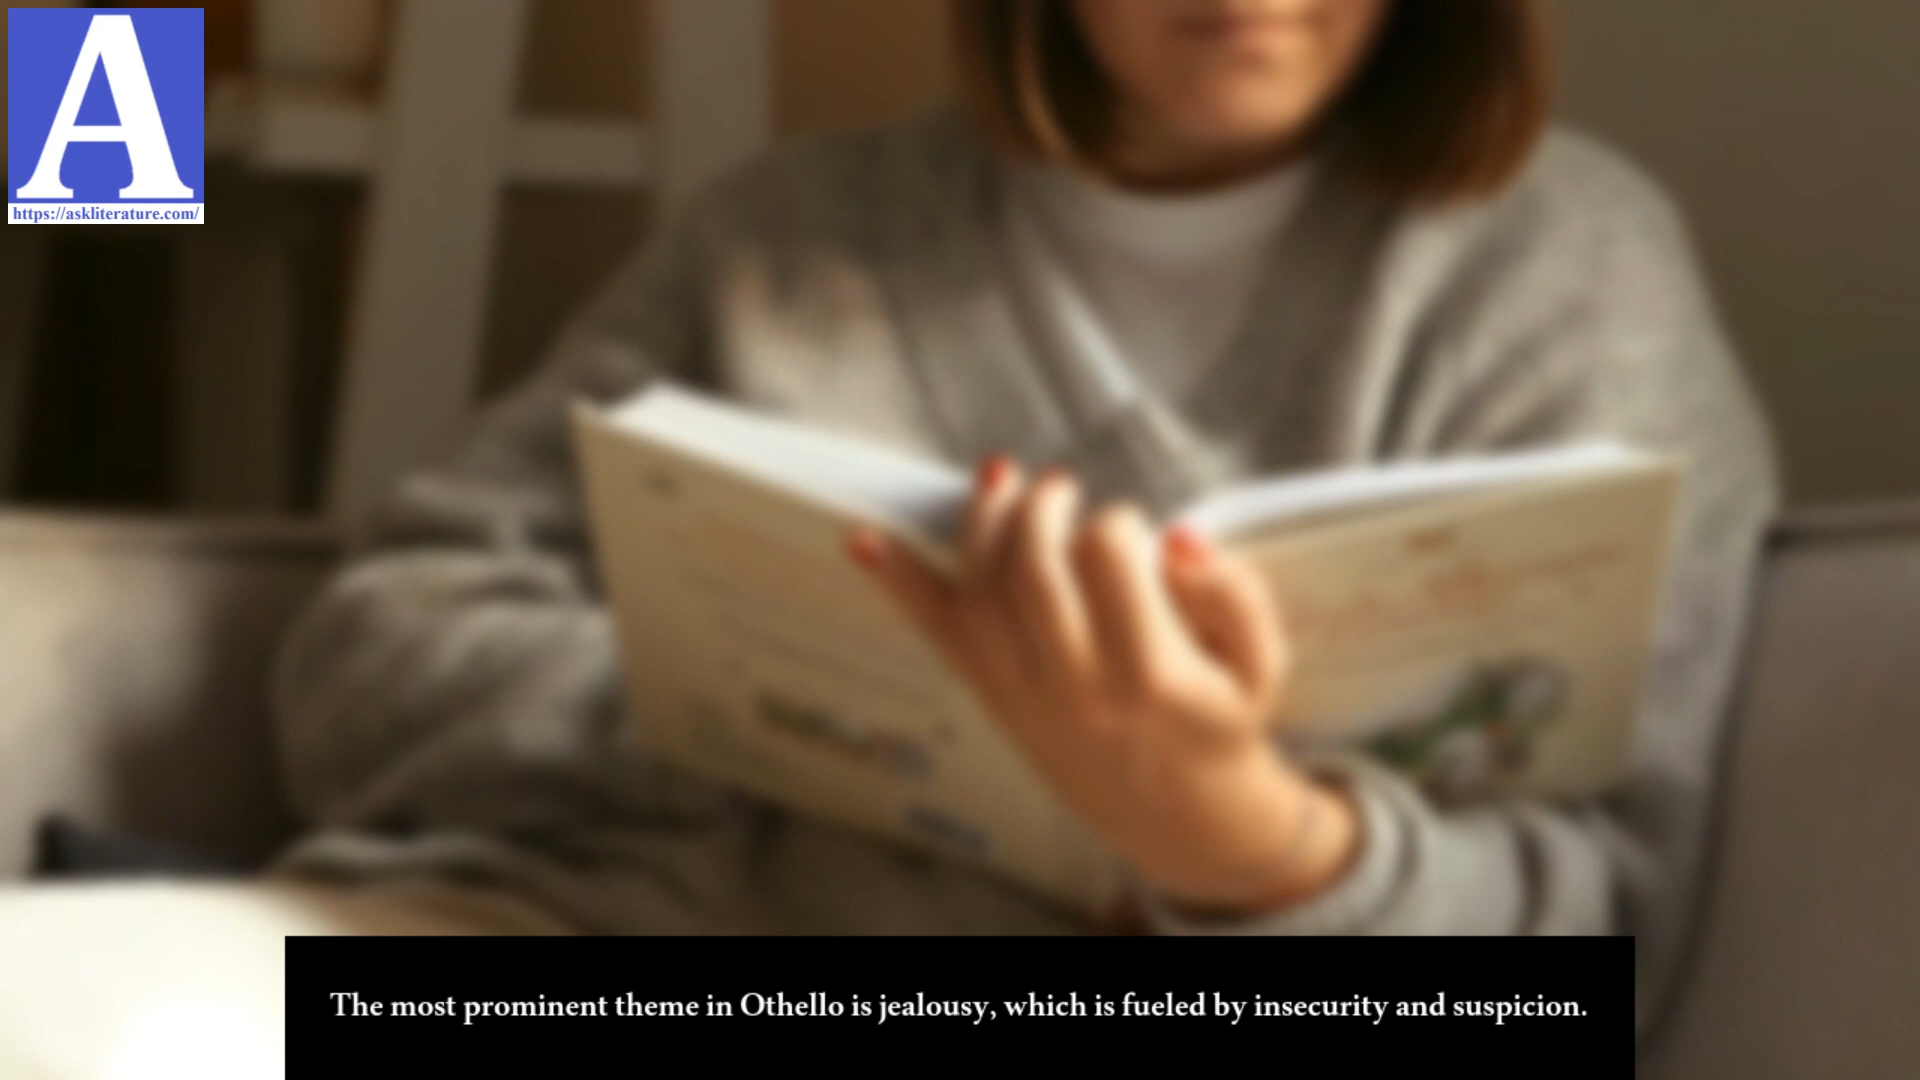 A
https://askliterature.com/
The most prominent theme in Othello is jealousy, which is fueled by insecurity and suspicion.